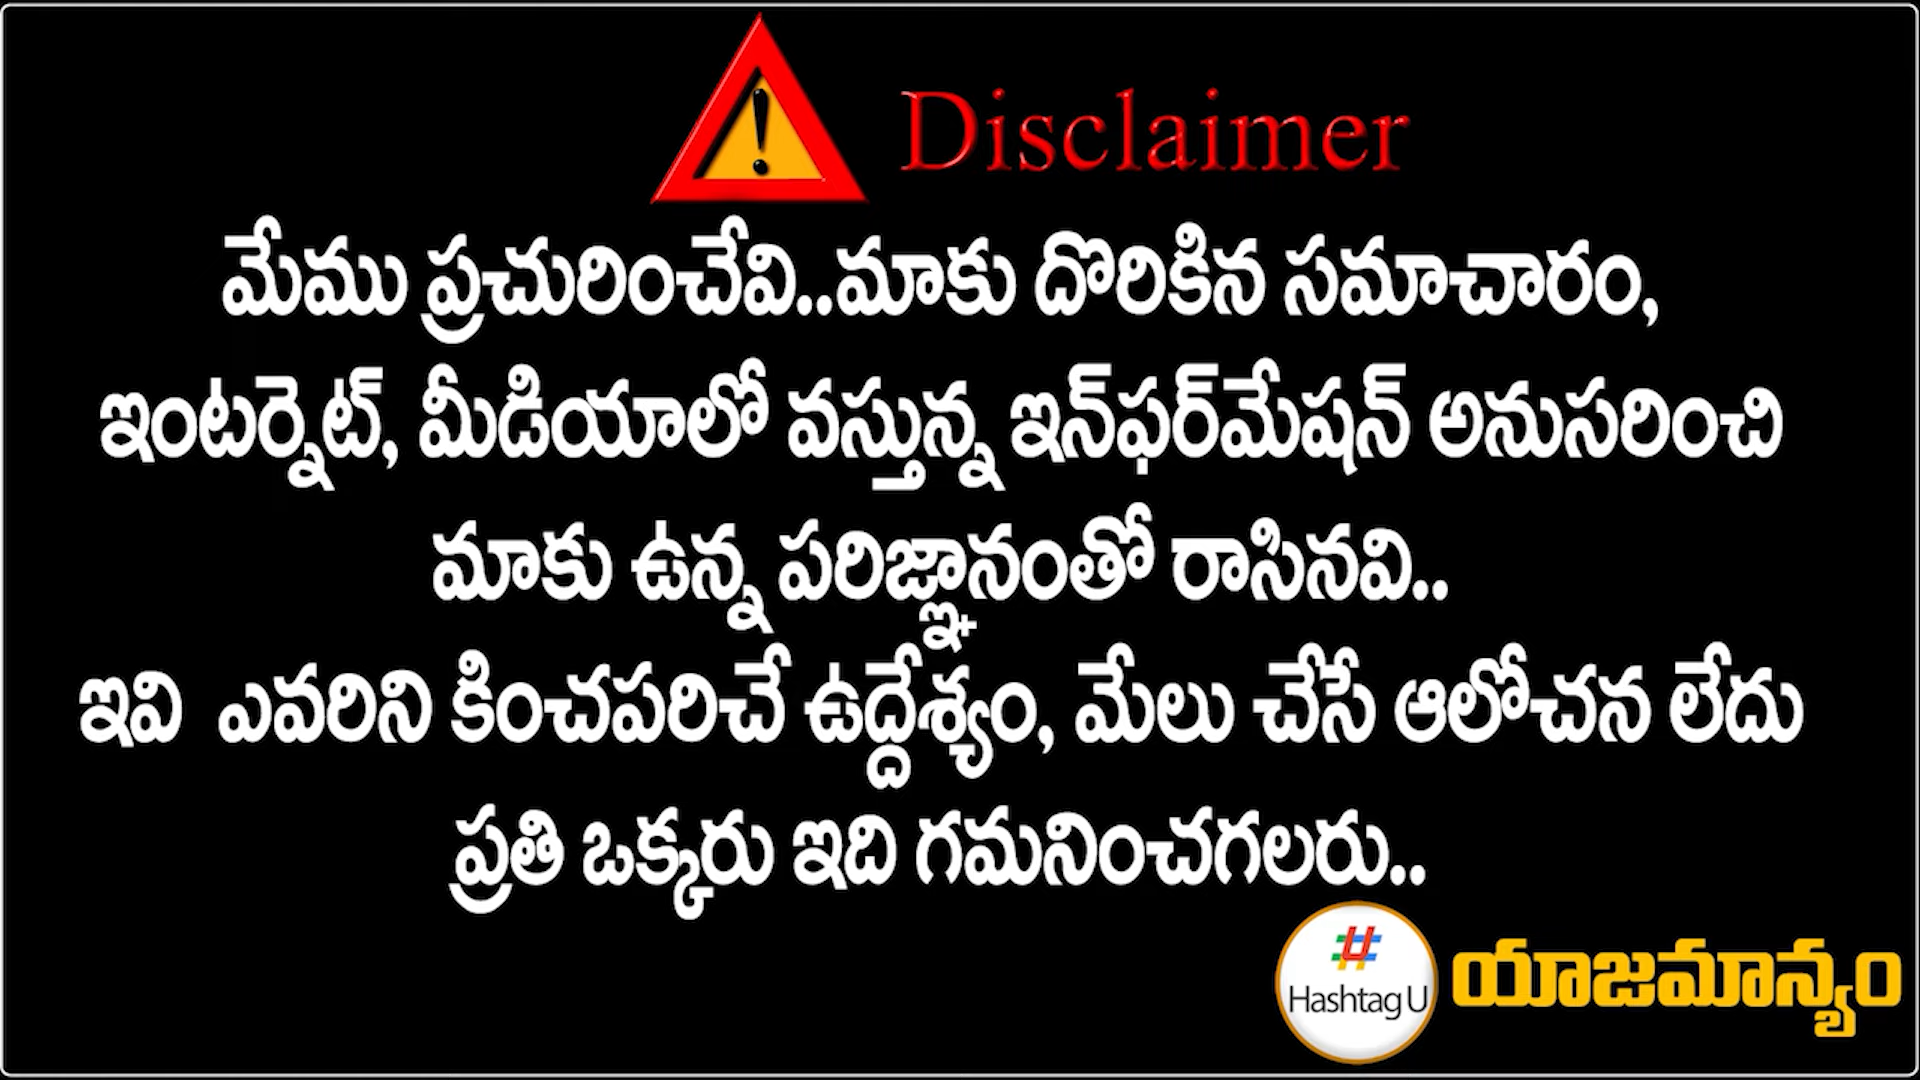 Disclaimer
మేము ప్రచురించేవి..మాకు దొరికిన సమాచారం,
ఇంటర్నెట్, మీడియాలో వస్తున్న ఇన్‌ఫర్‌మేషన్ అనుసరించి
మాకు ఉన్న పరిజ్ఞానంతో రాసినవి..
ఇవి ఎవరిని కించపరిచే ఉద్దేశ్యం, మేలు చేసే ఆలోచన లేదు
ప్రతి ఒక్కరు ఇది గమనించగలరు..
Hashtag U
యాజమాన్యం